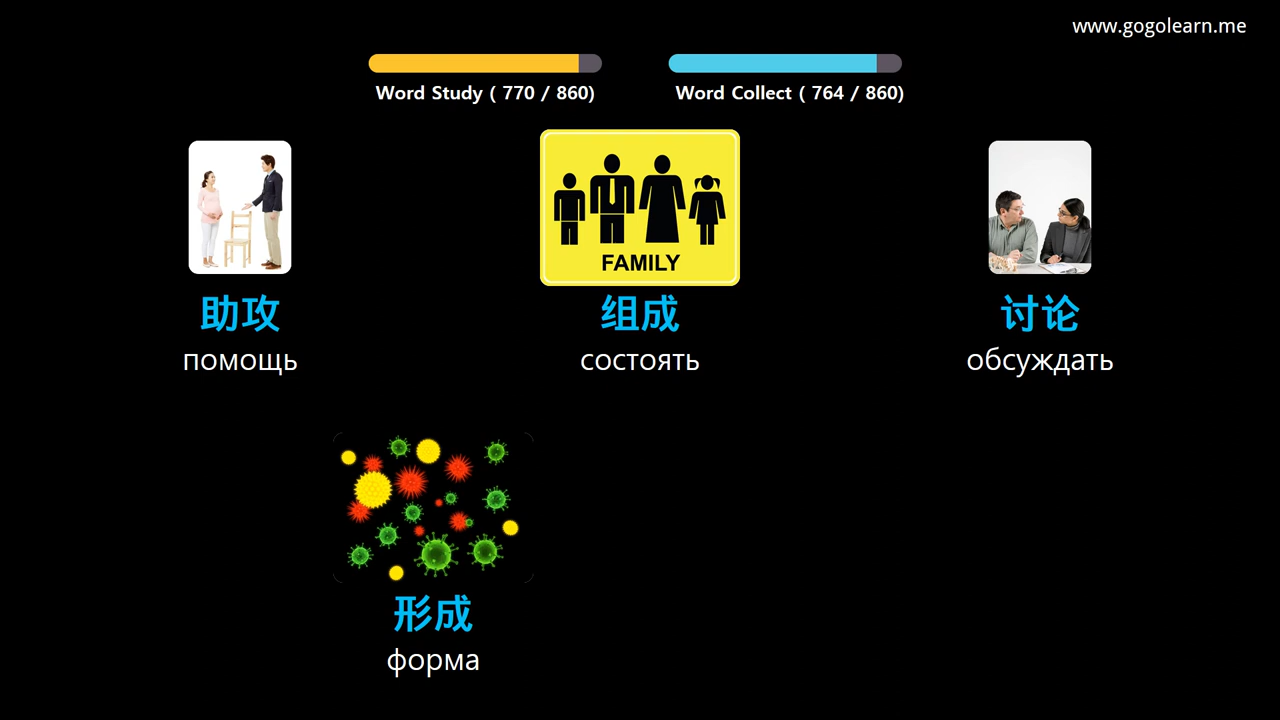 www.gogolearn.me
Word Study ( 770 / 860)
Word Collect ( 764 / 860)
FAMILY
助攻
组成
讨论
помощь
состоять
обсуждать
形成
форма